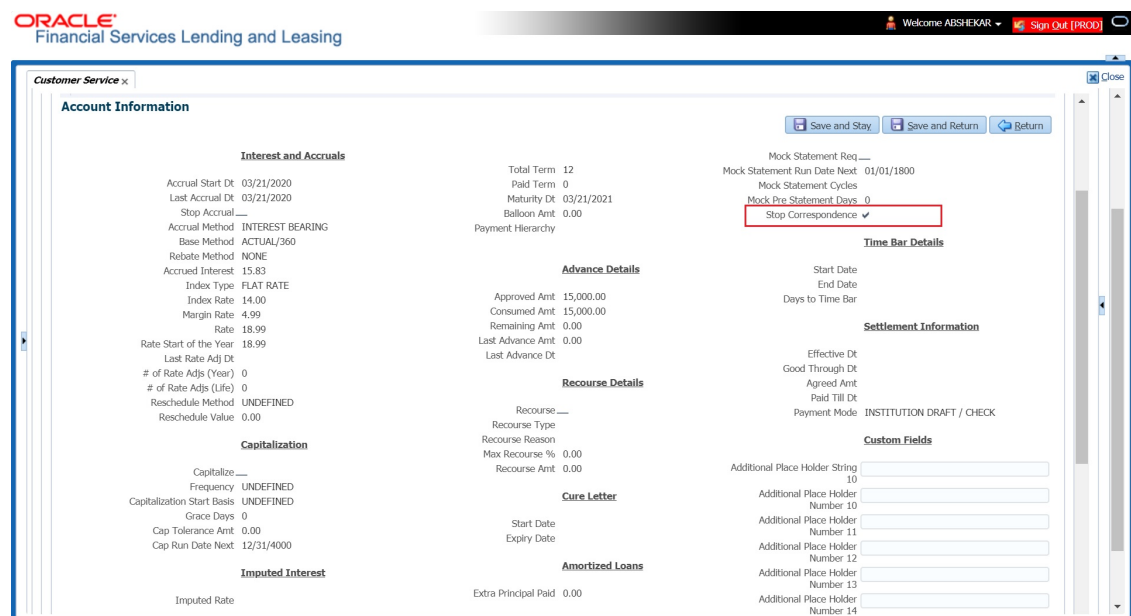 ORACLE
Financial Services Lending and Leasing
Welcome ABSHEKAR
Sign Out [PROD]
Customer Service
Close
Account Information
Save and Stay
Save and Return
Return
Interest and Accruals
Accrual Start Dt 03/21/2020
Last Accrual Dt 03/21/2020
Stop Accrual
Accrual Method INTEREST BEARING
Base Method ACTUAL/360
Rebate Method NONE
Accrued Interest 15.83
Index Type FLAT RATE
Index Rate 14.00
Margin Rate 4.99
Rate 18.99
Rate Start of the Year 18.99
Last Rate Adj Dt
# of Rate Adjs (Year) 0
# of Rate Adjs (Life) 0
Reschedule Method UNDEFINED
Reschedule Value 0.00
Capitalization
Capitalize
Frequency UNDEFINED
Capitalization Start Basis UNDEFINED
Grace Days 0
Cap Tolerance Amt 0.00
Cap Run Date Next 12/31/4000
Imputed Interest
Imputed Rate
Total Term 12
Paid Term 0
Maturity Dt 03/21/2021
Balloon Amt 0.00
Payment Hierarchy
Advance Details
Approved Amt 15,000.00
Consumed Amt 15,000.00
Remaining Amt 0.00
Last Advance Amt 0.00
Last Advance Dt
Recourse Details
Recourse
Recourse Type
Recourse Reason
Max Recourse % 0.00
Recourse Amt 0.00
Cure Letter
Start Date
Expiry Date
Amortized Loans
Extra Principal Paid 0.00
Mock Statement Req
Mock Statement Run Date Next 01/01/1800
Mock Statement Cycles
Mock Pre Statement Days 0
Stop Correspondence
Time Bar Details
Start Date
End Date
Days to Time Bar
Settlement Information
Effective Dt
Good Through Dt
Agreed Amt
Paid Till Dt
Payment Mode INSTITUTION DRAFT / CHECK
Custom Fields
Additional Place Holder String
10
Additional Place Holder
Number 10
Additional Place Holder
Number 11
Additional Place Holder
Number 12
Additional Place Holder
Number 13
Additional Place Holder
Number 14